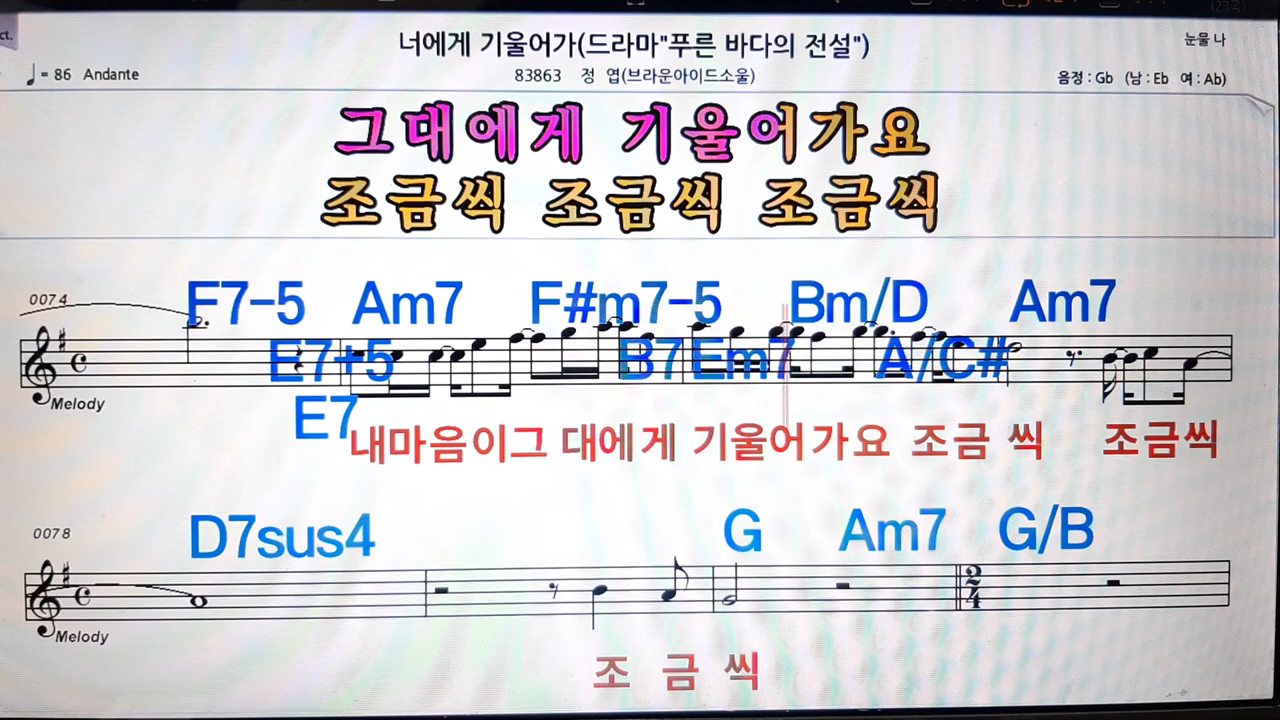 너에게 기울어가(드라마"푸른 바다의 전설")
눈물 나
= 86 Andante
83863 정 엽(브라운아이드소울)
음정 : Gb (남 : Eb 여 : Ab)
그대에게 기울어가요
조금씩 조금씩 조금씩
0074
F7-5 Am7 F#m7-5 Bm/D Am7
E7+5 B7 Em7 A/C#
Melody
E7
내마음이그 대에게 기울어가요 조금 씩 조금씩
0078
D7sus4 G Am7 G/B
2
4
Melody
조 금 씩